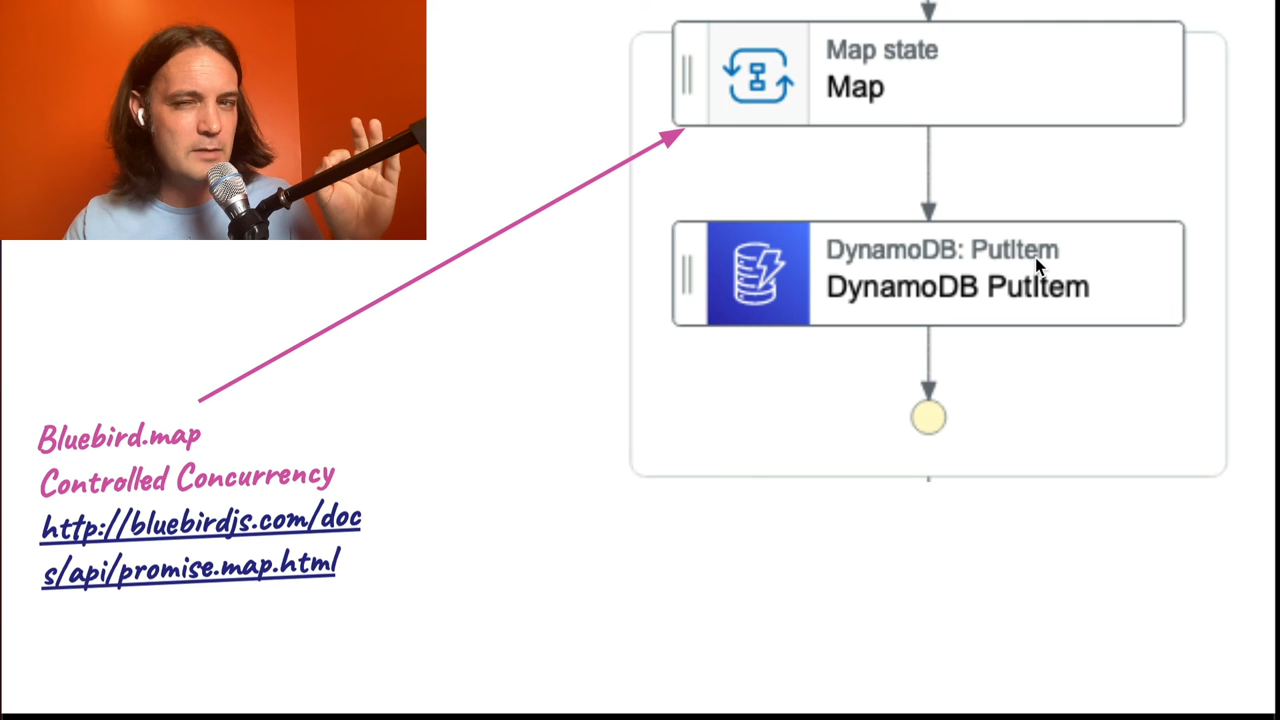 Map state
Map
DynamoDB: PutItem
DynamoDB PutItem
Bluebird.map
Controlled Concurrency
http://bluebirdjs.com/doc
s/api/promise.map.html